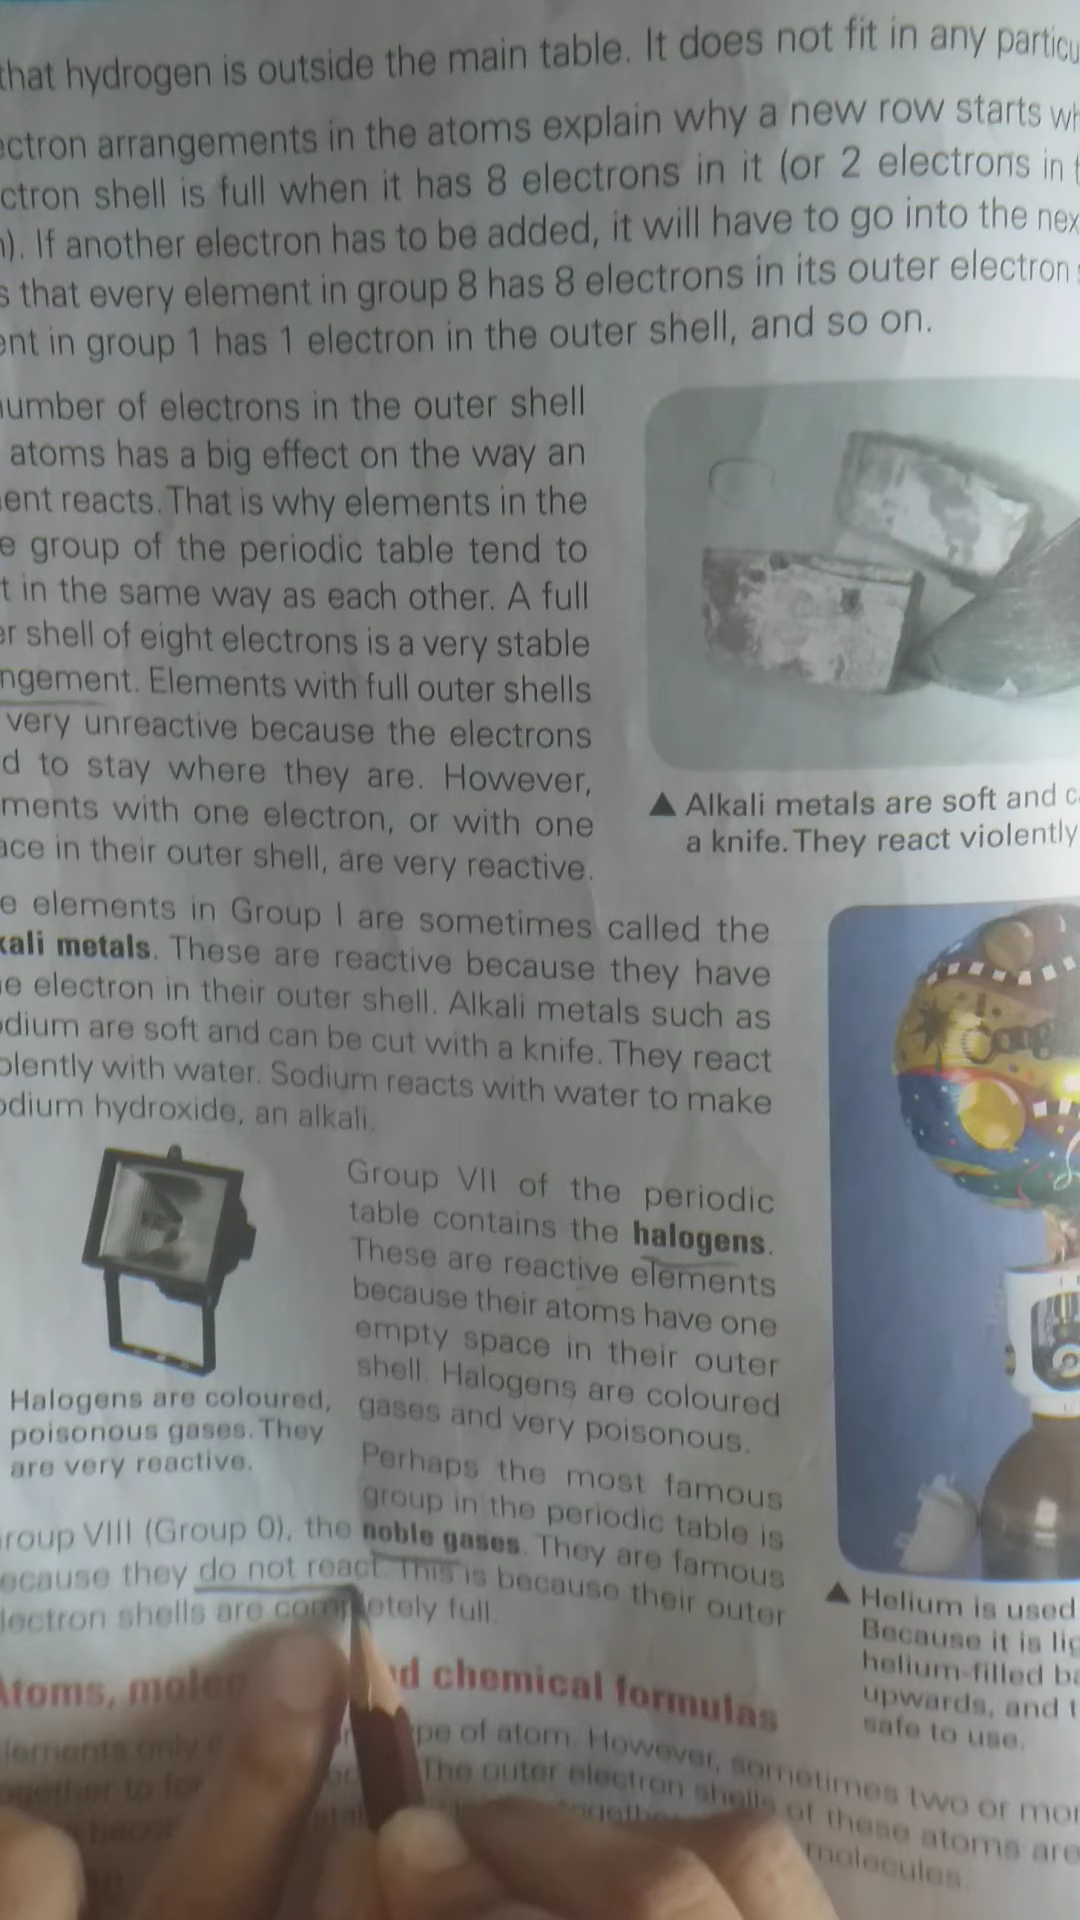 that hydrogen is outside the main table. It does not fit in any particu
ectron arrangements in the atoms explain why a new row starts wh
ctron shell is full when it has 8 electrons in it (or 2 electrons in t
n). If another electron has to be added, it will have to go into the nex
s that every element in group 8 has 8 electrons in its outer electron s
ent in group 1 has 1 electron in the outer shell, and so on.
number of electrons in the outer shell
atoms has a big effect on the way an
ent reacts. That is why elements in the
e group of the periodic table tend to
t in the same way as each other. A full
er shell of eight electrons is a very stable
ngement. Elements with full outer shells
very unreactive because the electrons
d to stay where they are. However,
ments with one electron, or with one
ace in their outer shell, are very reactive.
▲ Alkali metals are soft and c
a knife. They react violently
e elements in Group I are sometimes called the
kali metals. These are reactive because they have
ne electron in their outer shell. Alkali metals such as
odium are soft and can be cut with a knife. They react
olently with water. Sodium reacts with water to make
odium hydroxide, an alkali.
Group VII of the periodic
table contains the halogens.
These are reactive elements
because their atoms have one
empty space in their outer
shell. Halogens are coloured
gases and very poisonous.
Halogens are coloured,
poisonous gases. They
are very reactive.
Perhaps the most famous
group in the periodic table is
Group VIII (Group 0), the noble gases. They are famous
ecause they do not react. This is because their outer
lectron shells are completely full.
▲ Helium is used
Because it is lig
helium-filled ba
upwards, and t
safe to use.
Atoms, molec nd chemical formulas
lements only pe of atom. However, sometimes two or mor
ogether to for The outer electron shells of these atoms are
molecules.